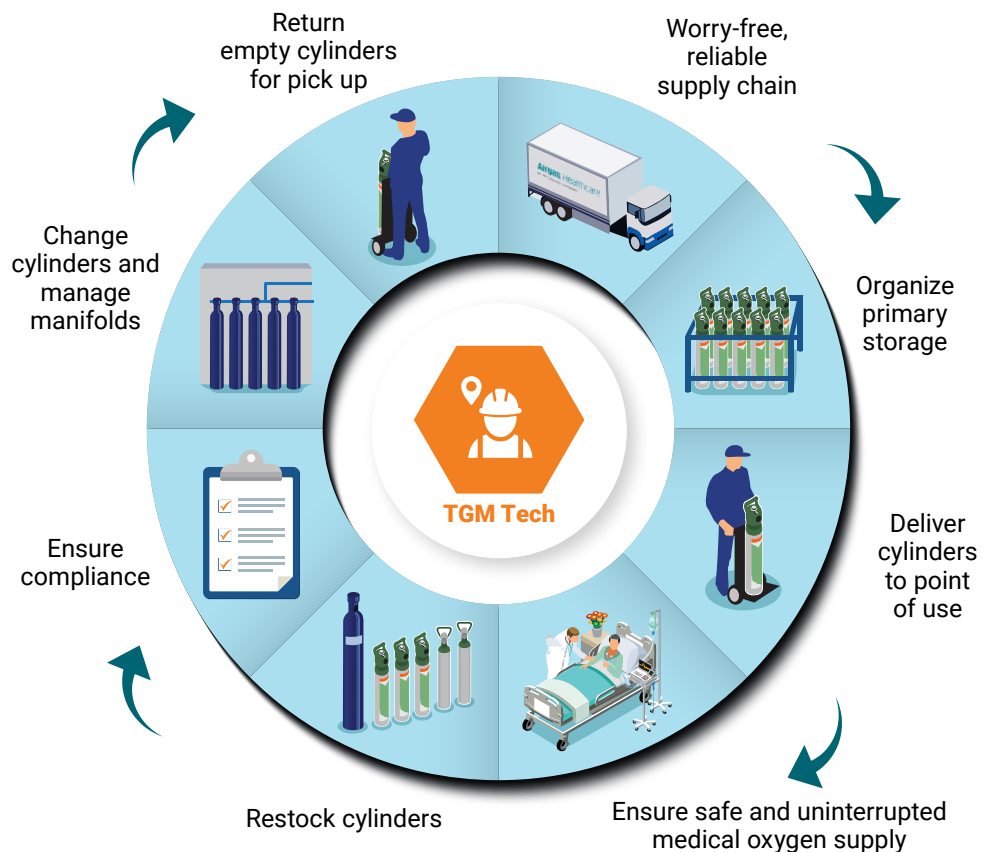 Return
empty cylinders
for pick up
Worry-free,
reliable
supply chain
Airgas Healthcare
Organize
primary
storage
Deliver
cylinders
to point
of use
Ensure safe and uninterrupted
medical oxygen supply
Restock cylinders
Ensure
compliance
Change
cylinders and
manage
manifolds
TGM Tech